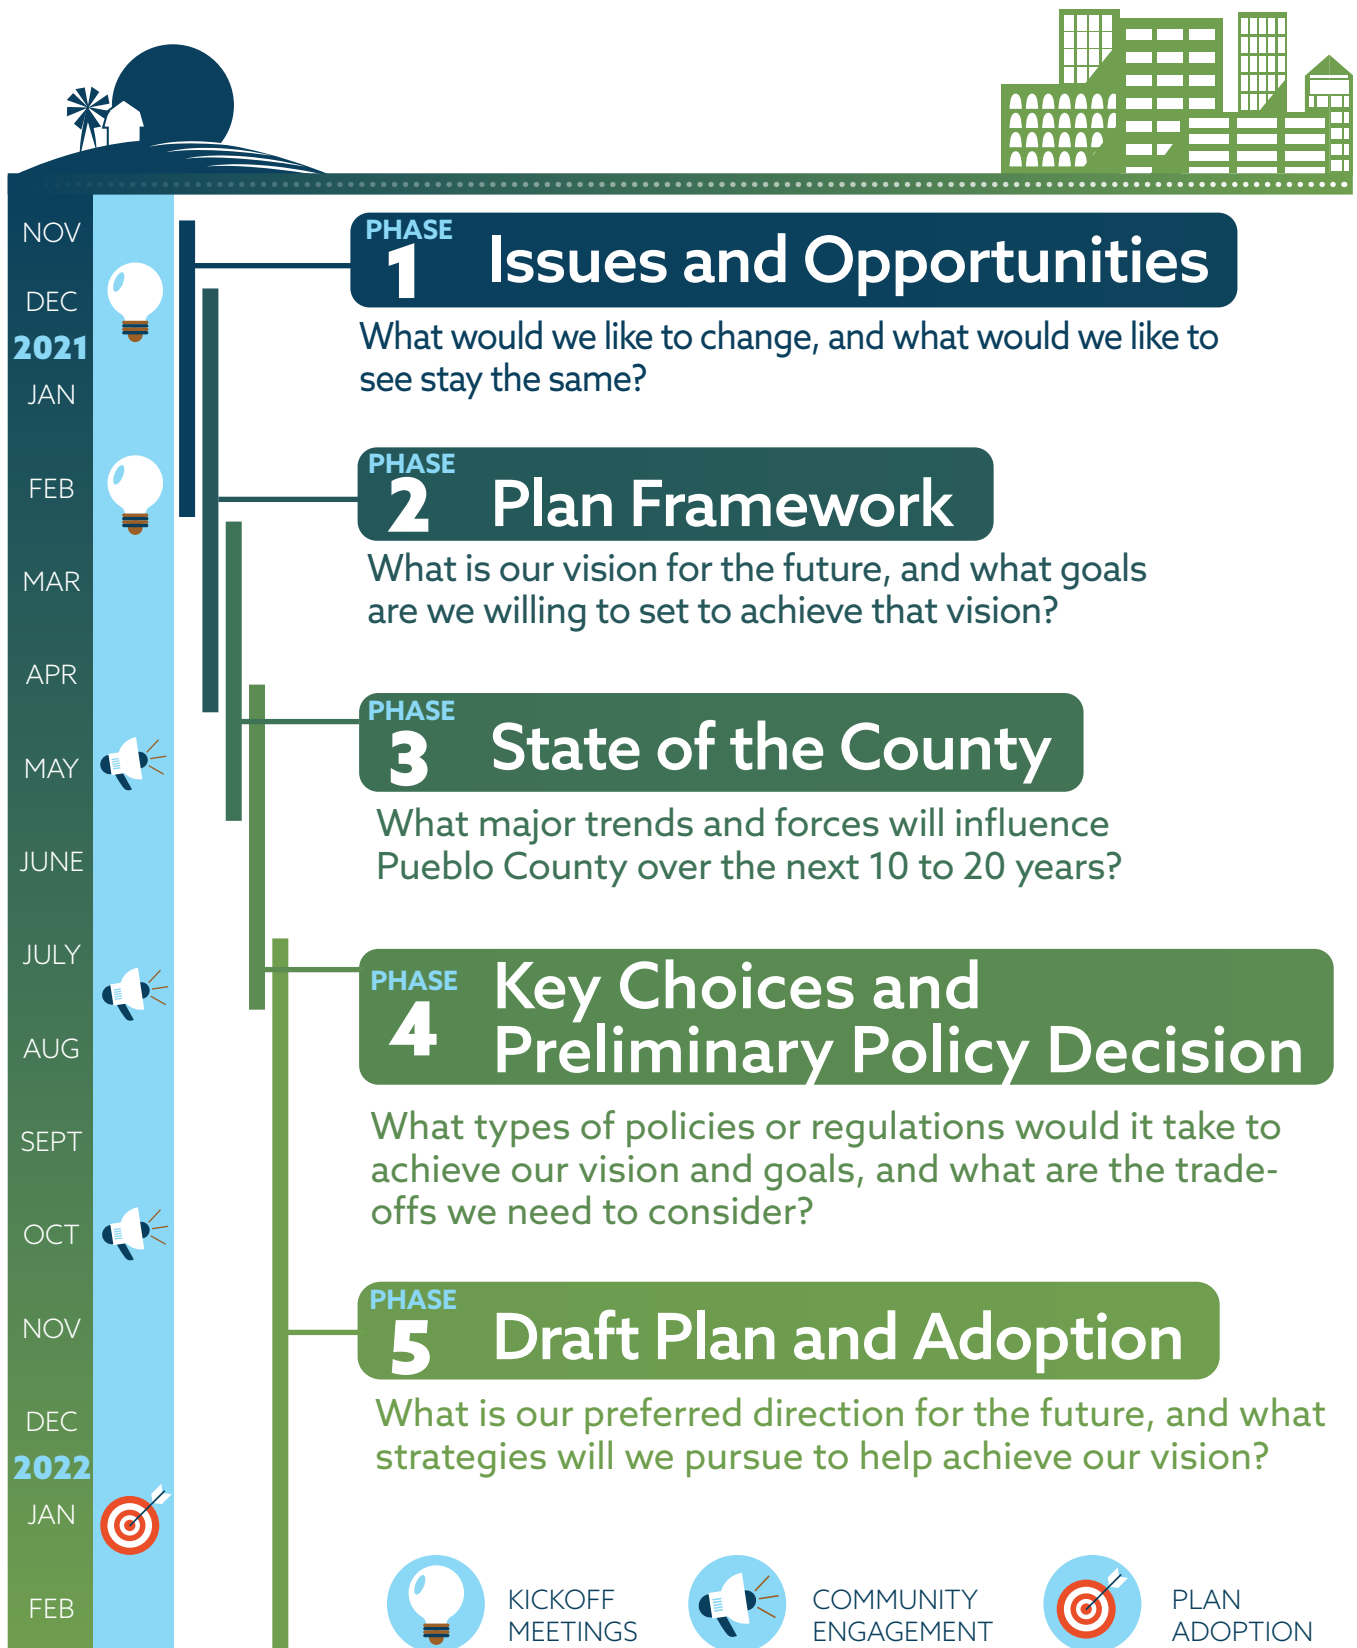 NOV
DEC
2021
JAN
FEB
MAR
APR
MAY
JUNE
JULY
AUG
SEPT
OCT
NOV
DEC
2022
JAN
FEB
PHASE
1
Issues and Opportunities
What would we like to change, and what would we like to
see stay the same?
PHASE
2
Plan Framework
What is our vision for the future, and what goals
are we willing to set to achieve that vision?
PHASE
3
State of the County
What major trends and forces will influence
Pueblo County over the next 10 to 20 years?
PHASE
4
Key Choices and
Preliminary Policy Decision
What types of policies or regulations would it take to
achieve our vision and goals, and what are the trade-
offs we need to consider?
PHASE
5
Draft Plan and Adoption
What is our preferred direction for the future, and what
strategies will we pursue to help achieve our vision?
KICKOFF
MEETINGS
COMMUNITY
ENGAGEMENT
PLAN
ADOPTION